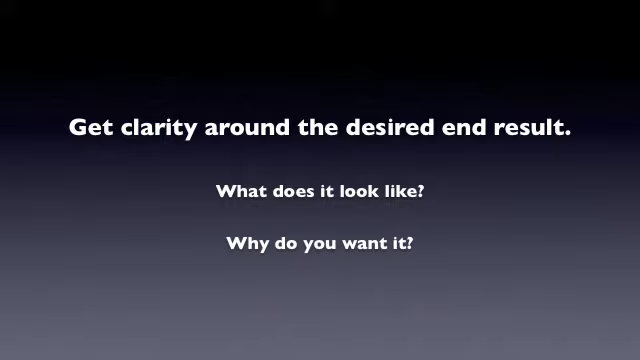 Get clarity around the desired end result.
What does it look like?
Why do you want it?